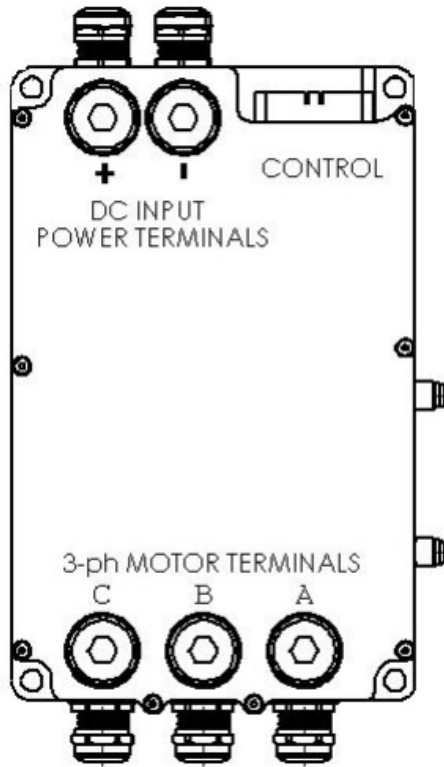 + -
CONTROL
DC INPUT
POWER TERMINALS
3-ph MOTOR TERMINALS
C B A